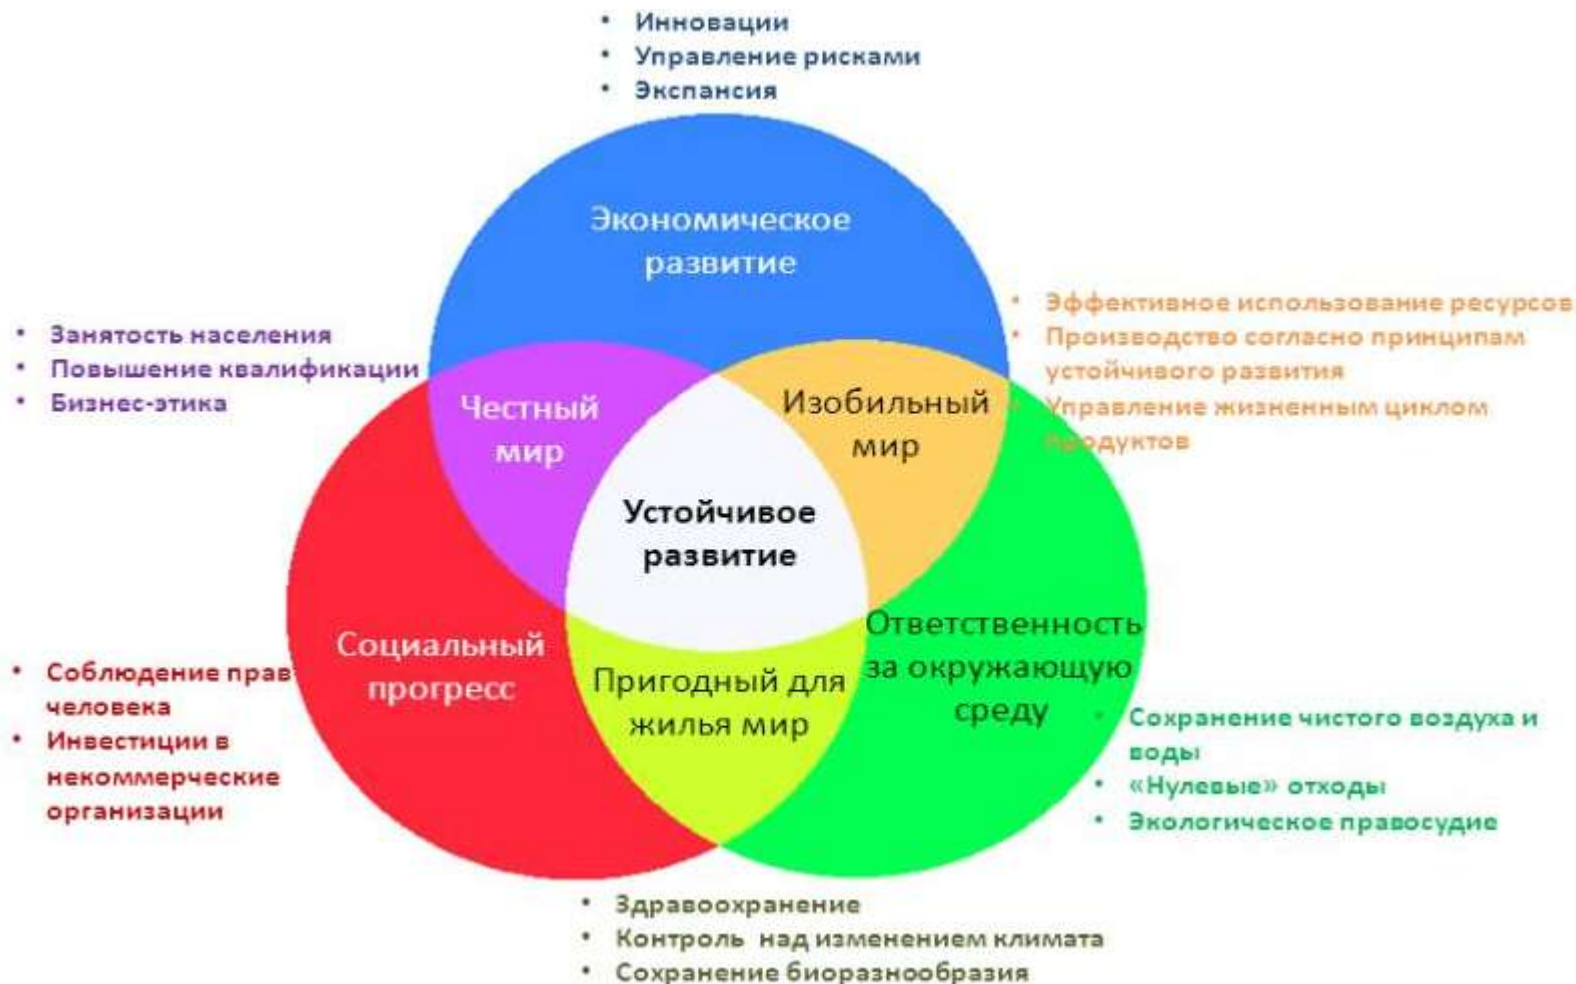 • Инновации
• Управление рисками
• Экспансия
Экономическое
развитие
• Занятость населения
• Повышение квалификации
• Бизнес-этика
• Эффективное использование ресурсов
• Производство согласно принципам
устойчивого развития
• Управление жизненным циклом
продуктов
Честный
мир
Изобильный
мир
Устойчивое
развитие
Социальный
прогресс
Пригодный для
жилья мир
Ответственность
за окружающую
среду
• Соблюдение прав
человека
• Инвестиции в
некоммерческие
организации
• Сохранение чистого воздуха и
воды
• «Нулевые» отходы
• Экологическое правосудие
• Здравоохранение
• Контроль над изменением климата
• Сохранение биоразнообразия